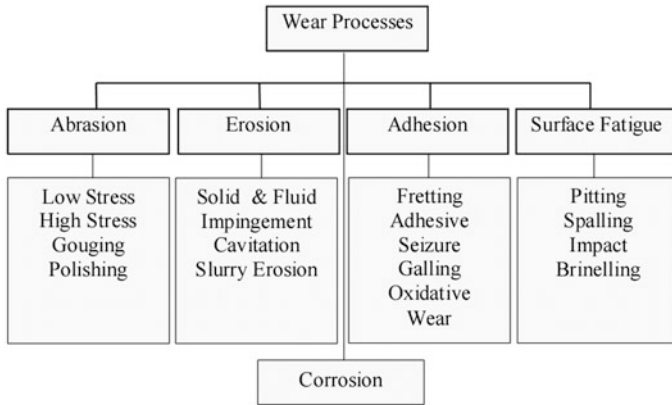 Wear Processes
Abrasion
Erosion
Adhesion
Surface Fatigue
Low Stress
High Stress
Gouging
Polishing
Solid & Fluid
Impingement
Cavitation
Slurry Erosion
Fretting
Adhesive
Seizure
Galling
Oxidative
Wear
Pitting
Spalling
Impact
Brinelling
Corrosion